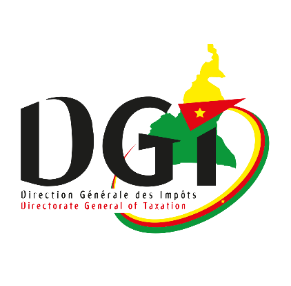 DGI
Direction Générale des Impôts
Directorate General of Taxation